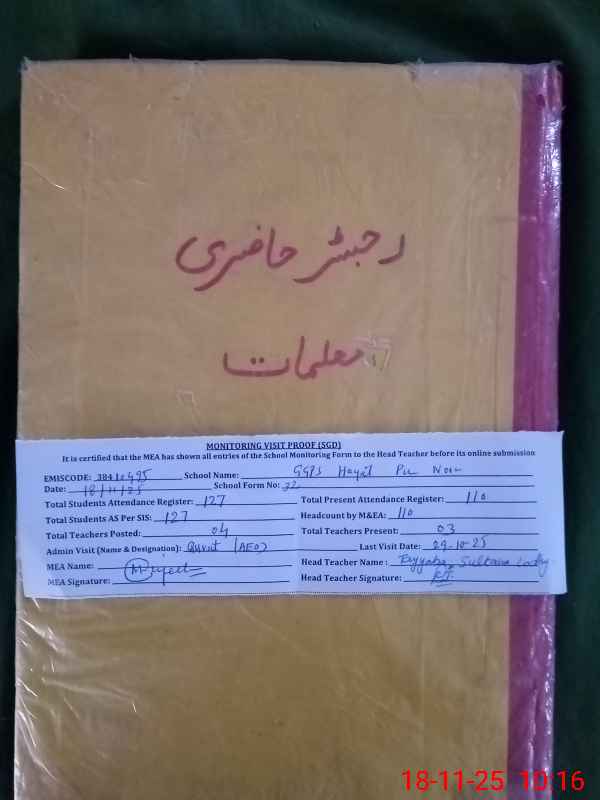 رجسٹر حاضری
معلمات
MONITORING VISIT PROOF (SGD)
It is certified that the MEA has shown all entries of the School Monitoring Form to the Head Teacher before its online submission
EMISCODE: School Name: GGPS Hayat Pur Noon
Date: 18/11/25 School Form No: 32
Total Students Attendance Register: 127 Total Present Attendance Register: 110
Total Students AS Per SIS: 127 Headcount by M&EA: 110
Total Teachers Posted: 04 Total Teachers Present: 03
Admin Visit (Name & Designation): (AEO) Last Visit Date: 29-10-25
MEA Name: Head Teacher Name: Tayyaba Sultana
MEA Signature: Head Teacher Signature:
18-11-25 10:16